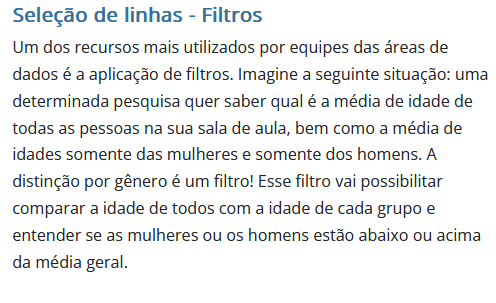 Seleção de linhas - Filtros
Um dos recursos mais utilizados por equipes das áreas de
dados é a aplicação de filtros. Imagine a seguinte situação: uma
determinada pesquisa quer saber qual é a média de idade de
todas as pessoas na sua sala de aula, bem como a média de
idades somente das mulheres e somente dos homens. A
distinção por gênero é um filtro! Esse filtro vai possibilitar
comparar a idade de todos com a idade de cada grupo e
entender se as mulheres ou os homens estão abaixo ou acima
da média geral.